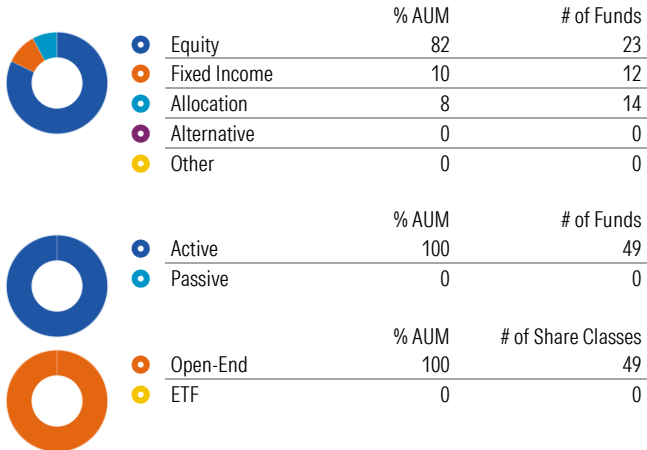 % AUM # of Funds
Equity 82 23
Fixed Income 10 12
Allocation 8 14
Alternative 0 0
Other 0 0
% AUM # of Funds
Active 100 49
Passive 0 0
% AUM # of Share Classes
Open-End 100 49
ETF 0 0